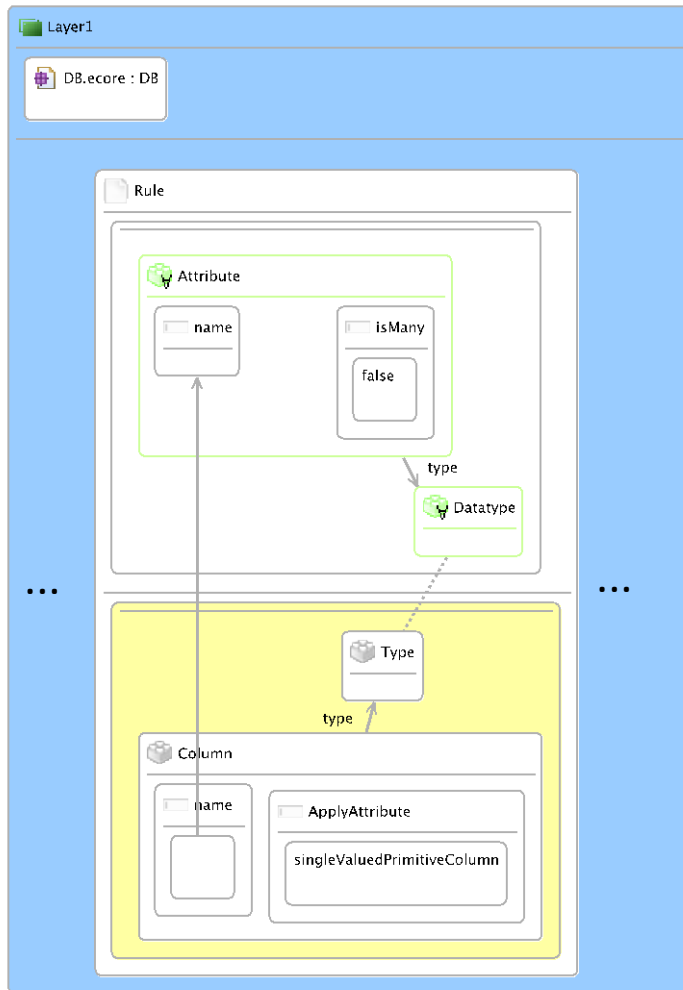 Layer1
DB.ecore : DB
Rule
Attribute
name
isMany
false
type
Datatype
...
...
Type
type
Column
name
ApplyAttribute
singleValuedPrimitiveColumn